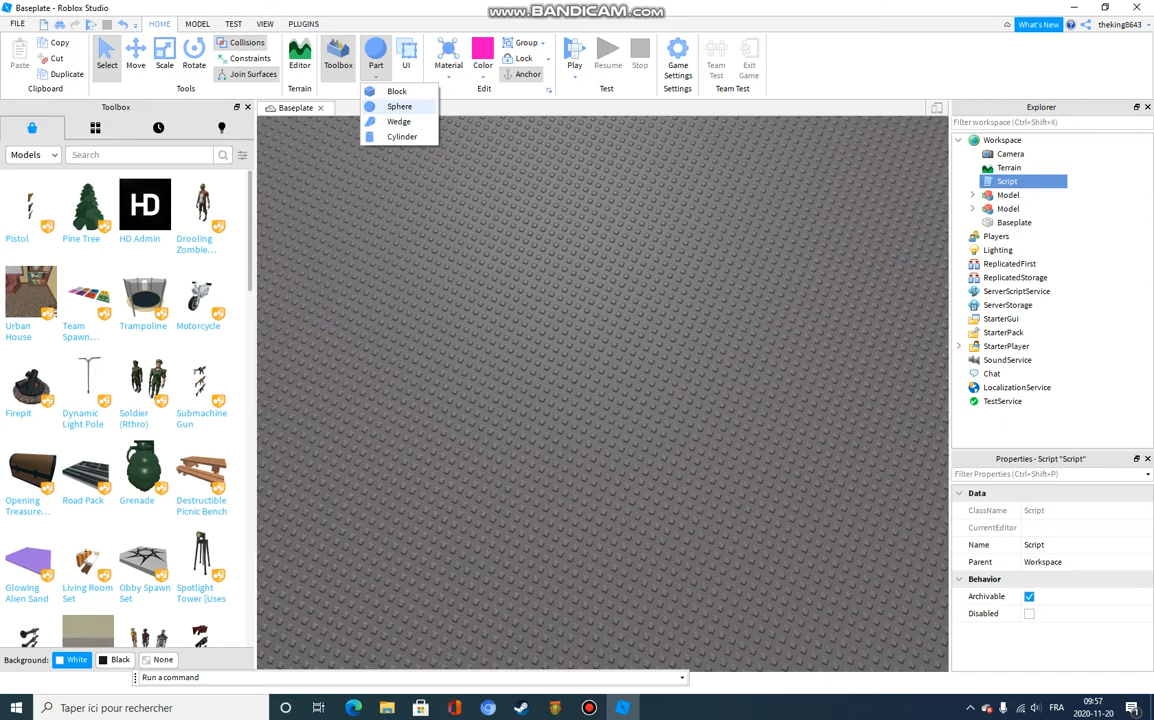 Baseplate - Roblox Studio
www.BANDICAM.com
FILE HOME MODEL TEST VIEW PLUGINS
What's New theking8643
Paste Copy Cut Duplicate
Select Move Scale Rotate
Collisions Constraints Join Surfaces
Editor Toolbox Part UI
Material Color Group Lock Anchor
Play Resume Stop
Game Settings
Team Test Exit Game
Clipboard Tools Terrain Edit Test Settings Team Test
Block
Sphere
Wedge
Cylinder
Toolbox
Models Search
Pistol Pine Tree HD Admin Drooling Zombie...
HD
Urban House Team Spawn... Trampoline Motorcycle
Firepit Dynamic Light Pole Soldier (Rthro) Submachine Gun
Opening Treasure... Road Pack Grenade Destructible Picnic Bench
Glowing Alien Sand Living Room Set Obby Spawn Set Spotlight Tower [Uses
Background: White Black None
Baseplate
Run a command
Explorer
Filter workspace (Ctrl+Shift+X)
Workspace
Camera
Terrain
Script
Model
Model
Baseplate
Players
Lighting
ReplicatedFirst
ReplicatedStorage
ServerScriptService
ServerStorage
StarterGui
StarterPack
StarterPlayer
SoundService
Chat
LocalizationService
TestService
Properties - Script "Script"
Filter Properties (Ctrl+Shift+P)
Data
ClassName Script
CurrentEditor
Name Script
Parent Workspace
Behavior
Archivable
Disabled
Taper ici pour rechercher
FRA
09:57
2020-11-20
1